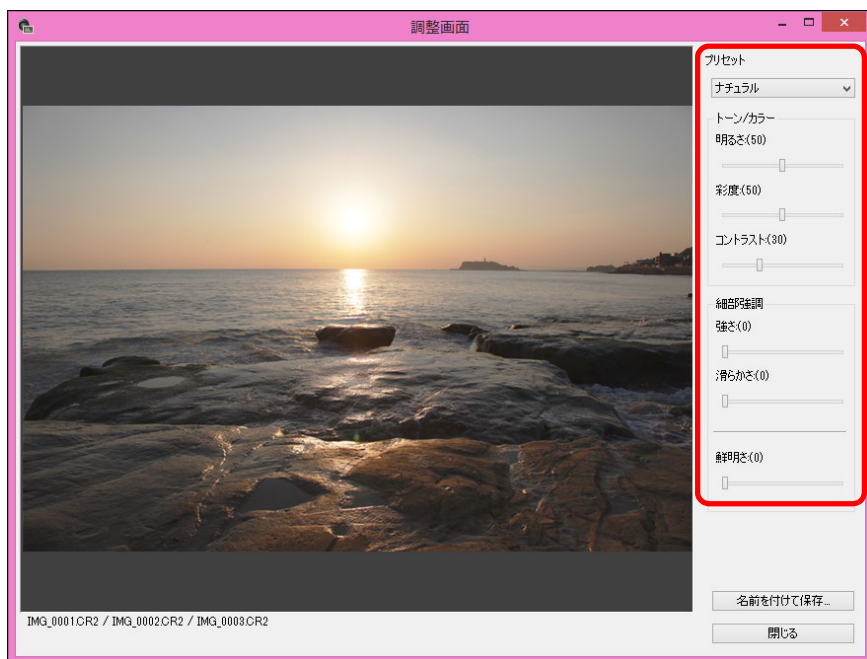 調整画面
プリセット
ナチュラル
トーン/カラー
明るさ:(50)
彩度:(50)
コントラスト:(30)
細部強調
強さ:(0)
滑らかさ:(0)
鮮明さ:(0)
名前を付けて保存...
閉じる
IMG_0001.CR2 / IMG_0002.CR2 / IMG_0003.CR2